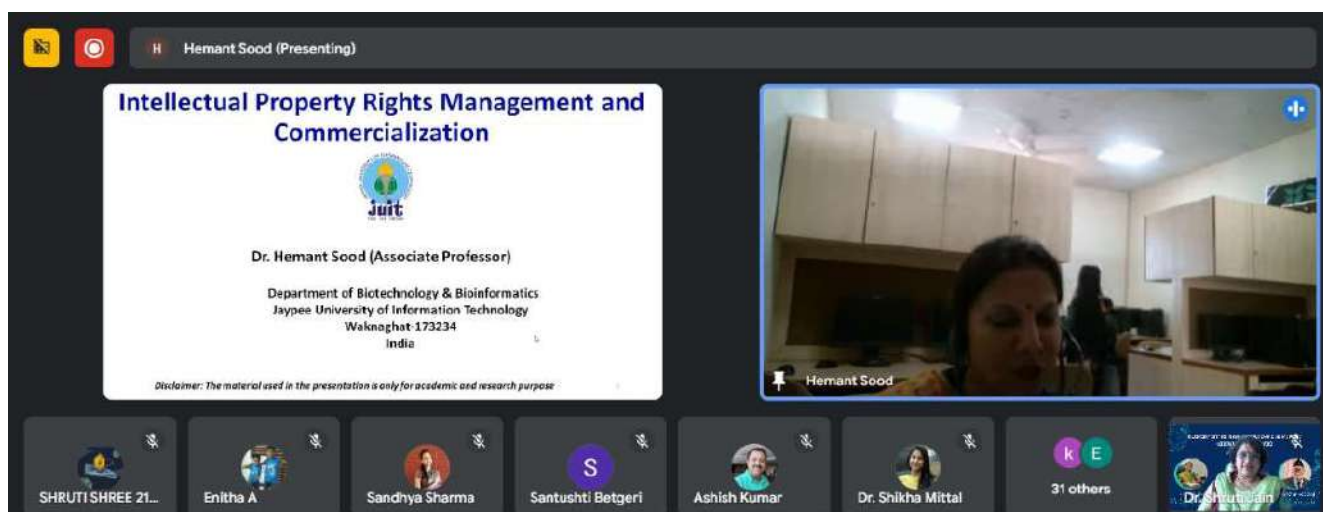 H Hemant Sood (Presenting)
Intellectual Property Rights Management and
Commercialization
juit
Dr. Hemant Sood (Associate Professor)
Department of Biotechnology & Bioinformatics
Jaypee University of Information Technology
Waknaghat-173234
India
Disclaimer: The material used in the presentation is only for academic and research purpose
Hemant Sood
SHRUTI SHREE 21...
Enitha A
Sandhya Sharma
S
Santushti Betgeri
Ashish Kumar
Dr. Shikha Mittal
k E
31 others
Dr. Shruti Jain